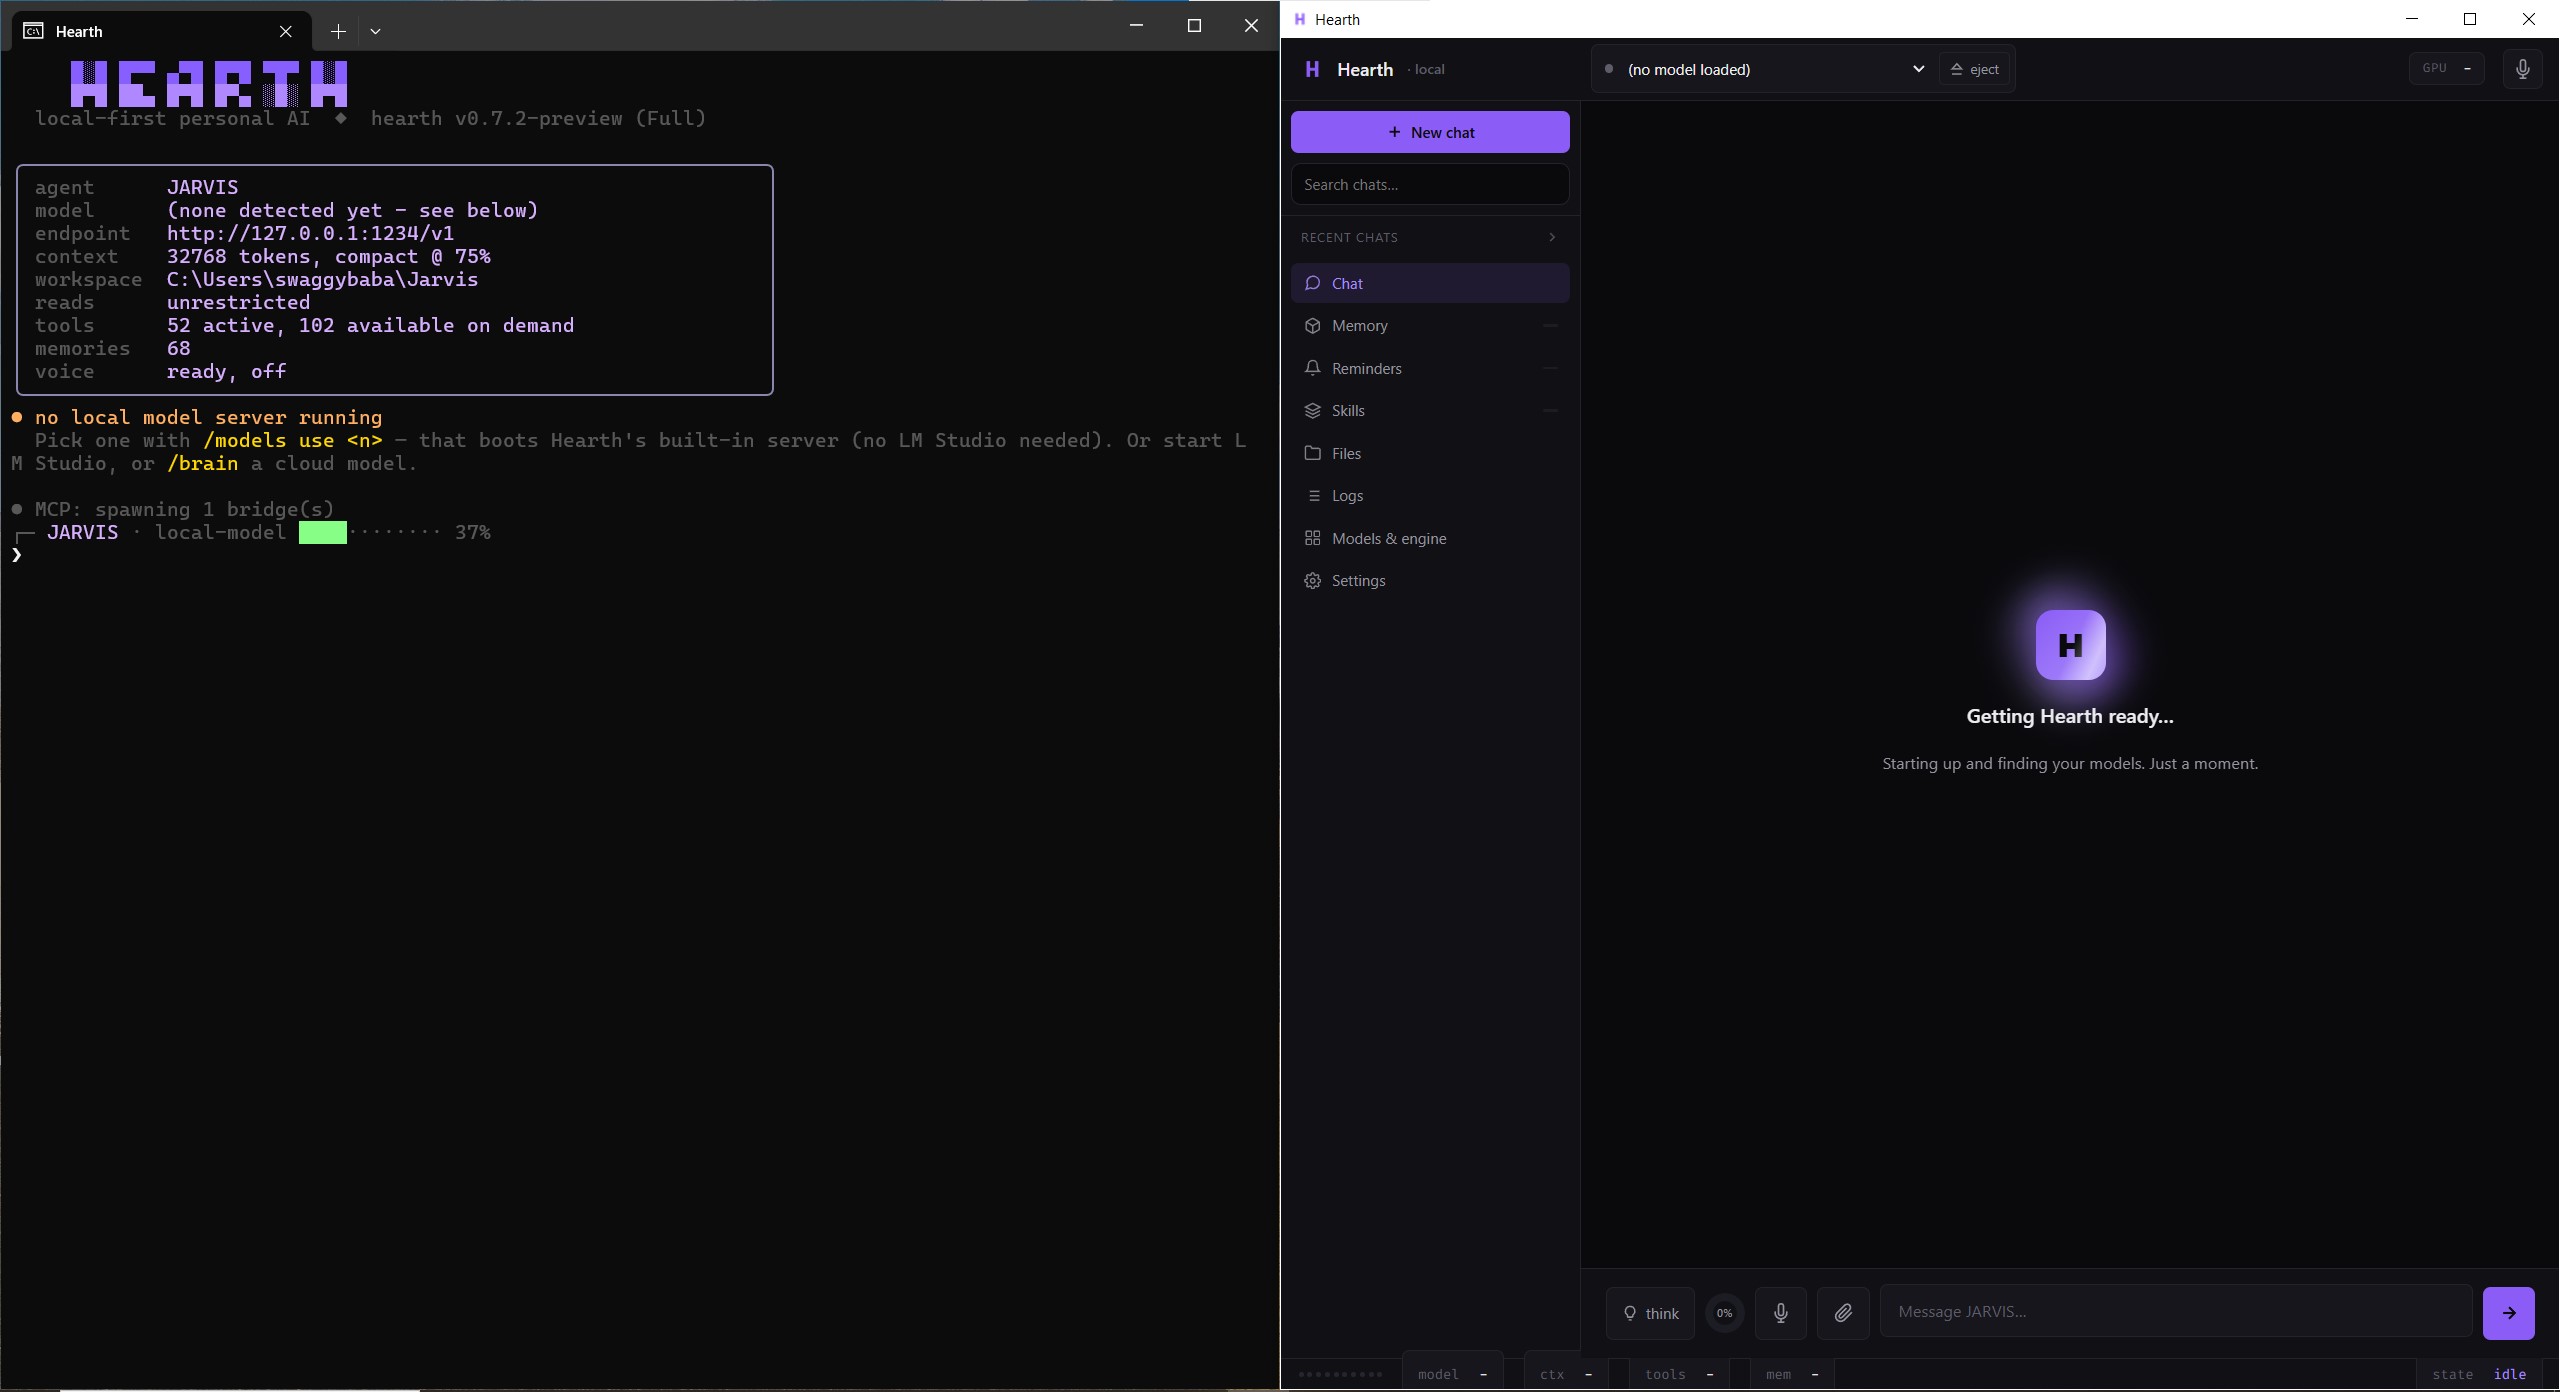 Hearth
HEARTH
local-first personal AI ◆ hearth v0.7.2-preview (Full)
agent JARVIS
model (none detected yet - see below)
endpoint http://127.0.0.1:1234/v1
context 32768 tokens, compact @ 75%
workspace C:\Users\swaggybaba\Jarvis
reads unrestricted
tools 52 active, 102 available on demand
memories 68
voice ready, off
● no local model server running
Pick one with /models use <n> — that boots Hearth's built-in server (no LM Studio needed). Or start L
M Studio, or /brain a cloud model.
● MCP: spawning 1 bridge(s)
┌─ JARVIS · local-model ········ 37%
❯
H Hearth
H Hearth · local
(no model loaded)
eject
GPU -
+ New chat
Search chats...
RECENT CHATS
Chat
Memory
Reminders
Skills
Files
Logs
Models & engine
Settings
H
Getting Hearth ready...
Starting up and finding your models. Just a moment.
think
0%
Message JARVIS...
model -
ctx -
tools -
mem -
state idle